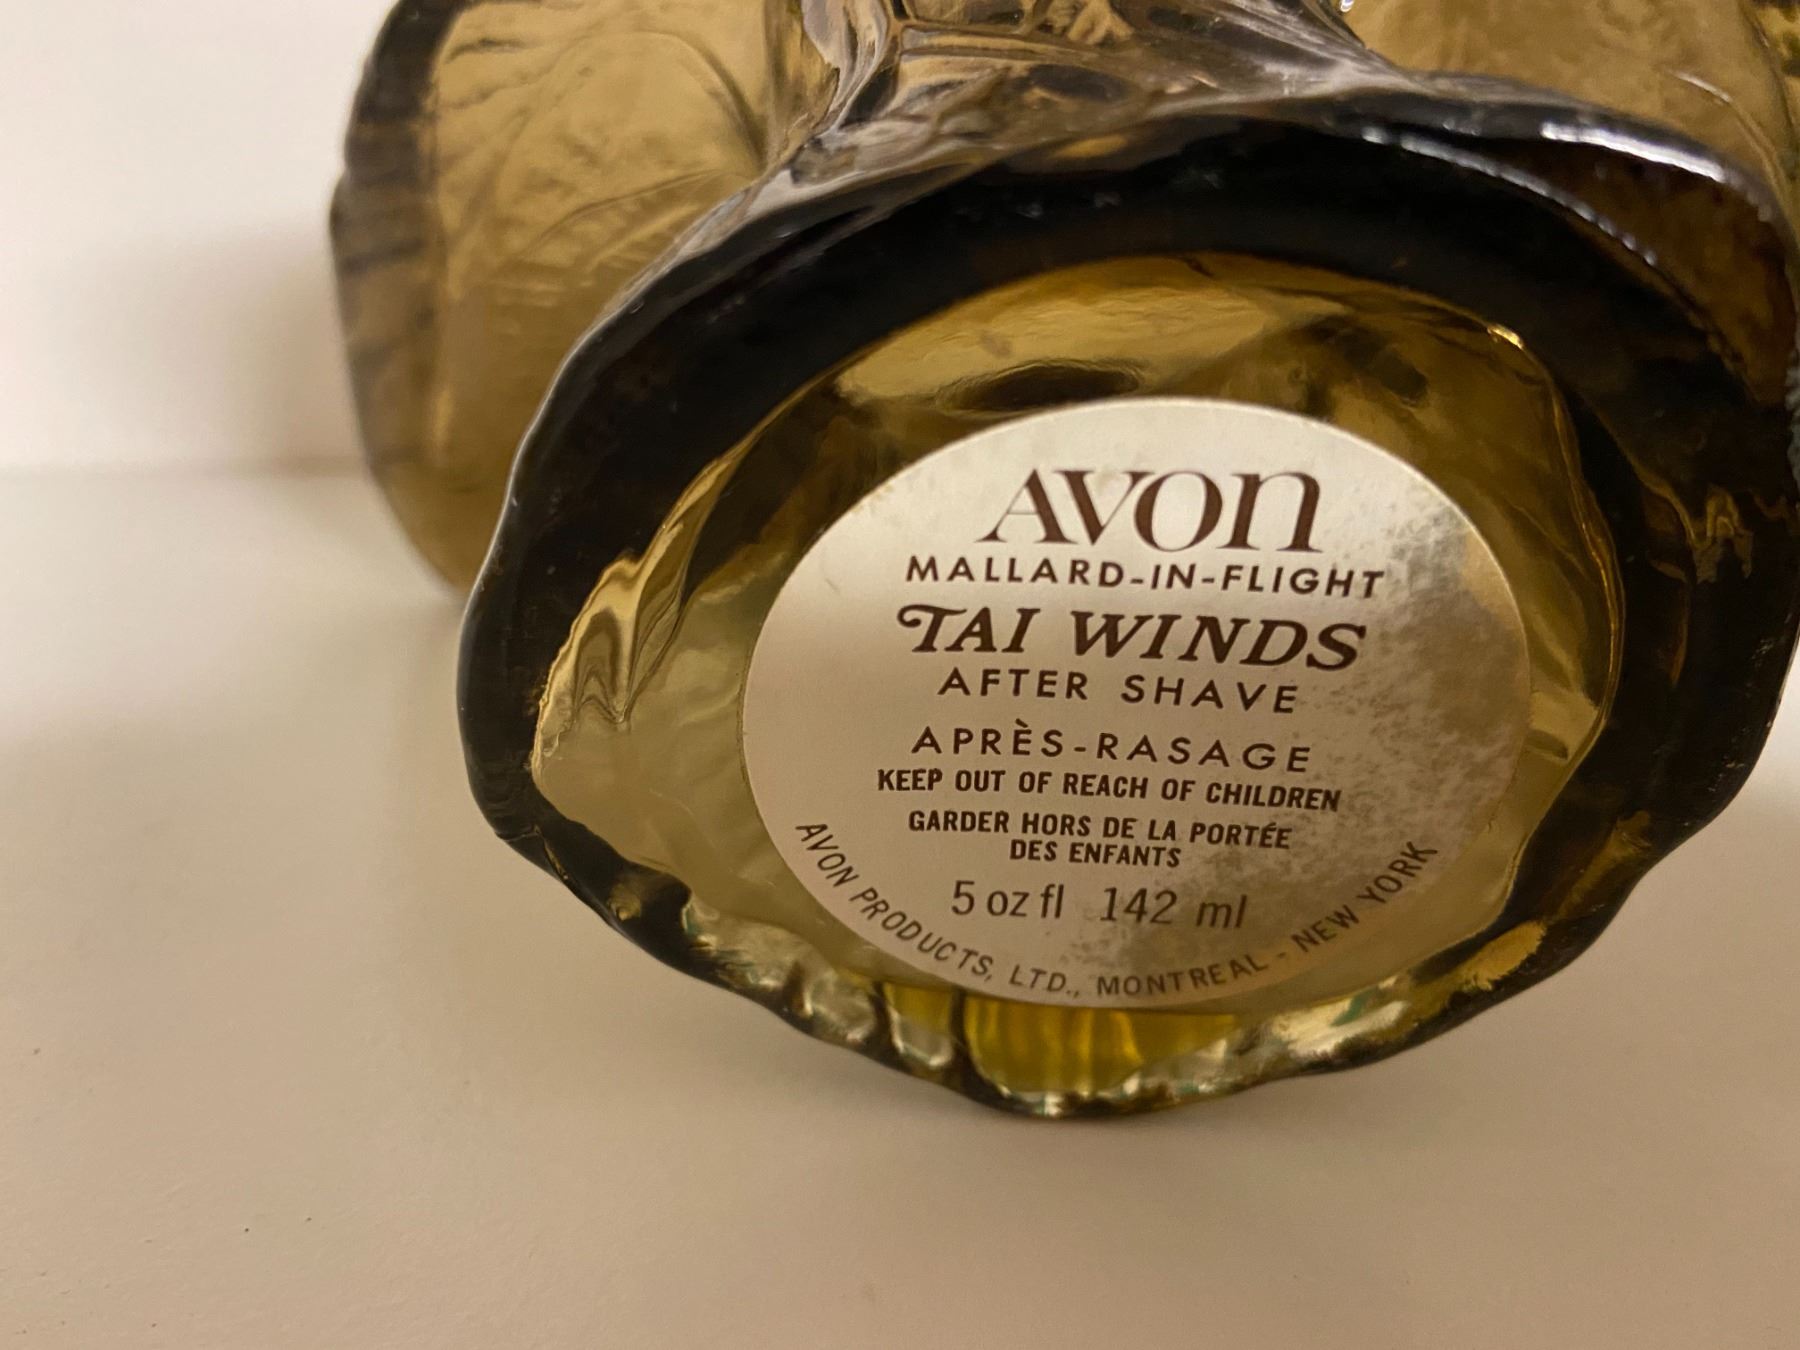 AVON
MALLARD-IN-FLIGHT
TAI WINDS
AFTER SHAVE
APRÈS-RASAGE
KEEP OUT OF REACH OF CHILDREN
GARDER HORS DE LA PORTÉE
DES ENFANTS
5 oz fl 142 ml
AVON PRODUCTS, LTD., MONTREAL - NEW YORK